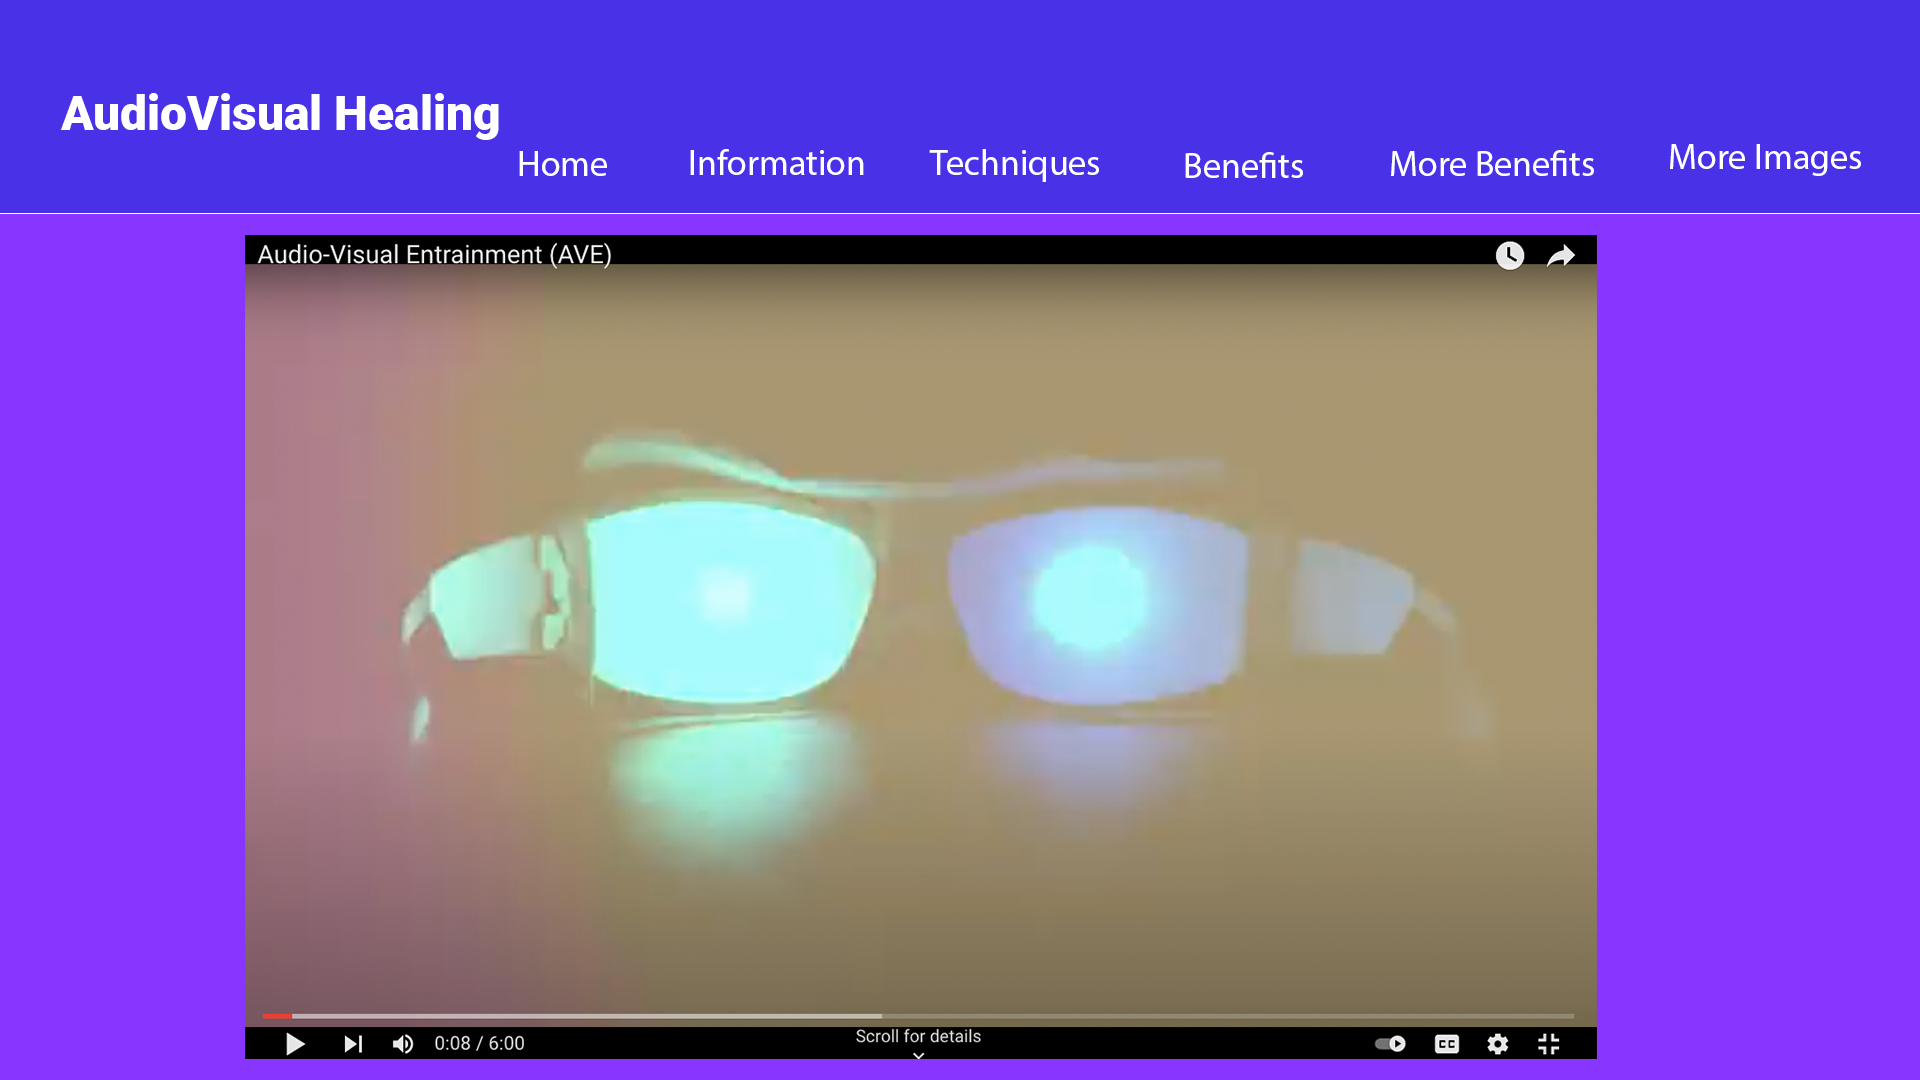 AudioVisual Healing
Home Information Techniques Benefits More Benefits More Images
Audio-Visual Entrainment (AVE)
0:08 / 6:00
Scroll for details
CC